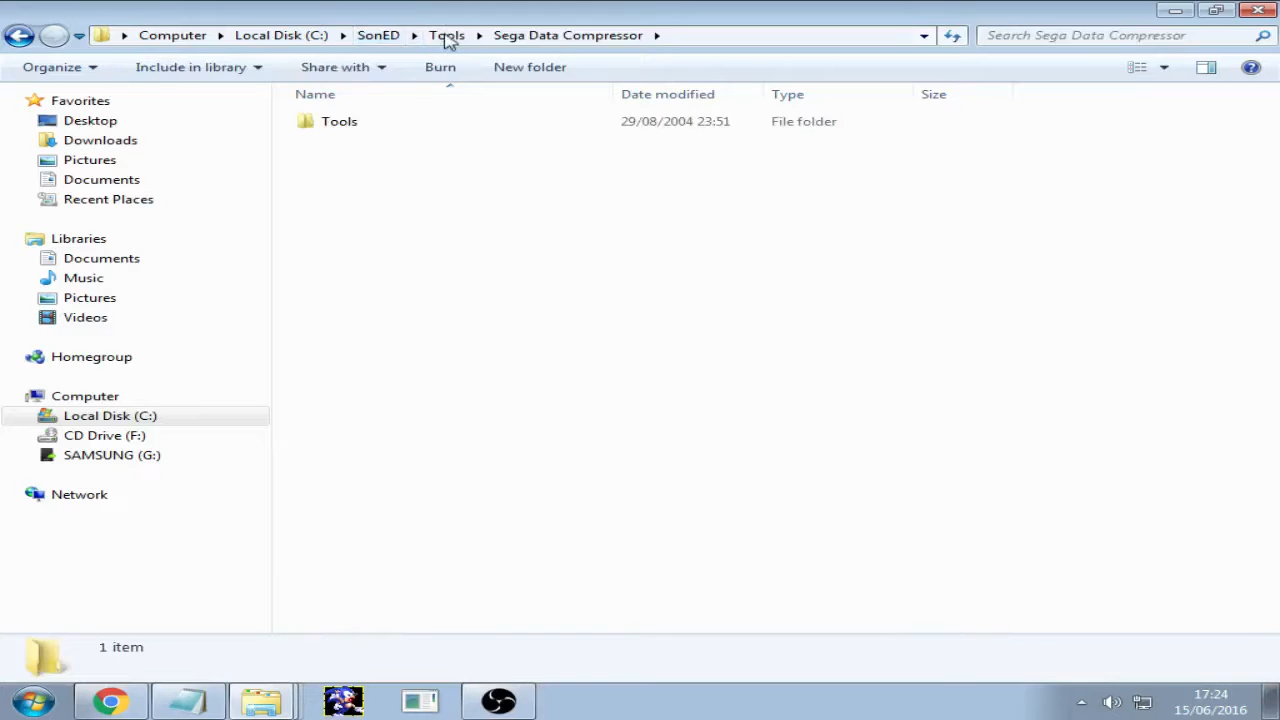 Computer Local Disk (C:) SonED Tools Sega Data Compressor Search Sega Data Compressor
Organize Include in library Share with Burn New folder
Name Date modified Type Size
Tools 29/08/2004 23:51 File folder
Favorites
Desktop
Downloads
Pictures
Documents
Recent Places
Libraries
Documents
Music
Pictures
Videos
Homegroup
Computer
Local Disk (C:)
CD Drive (F:)
SAMSUNG (G:)
Network
1 item
17:24
15/06/2016